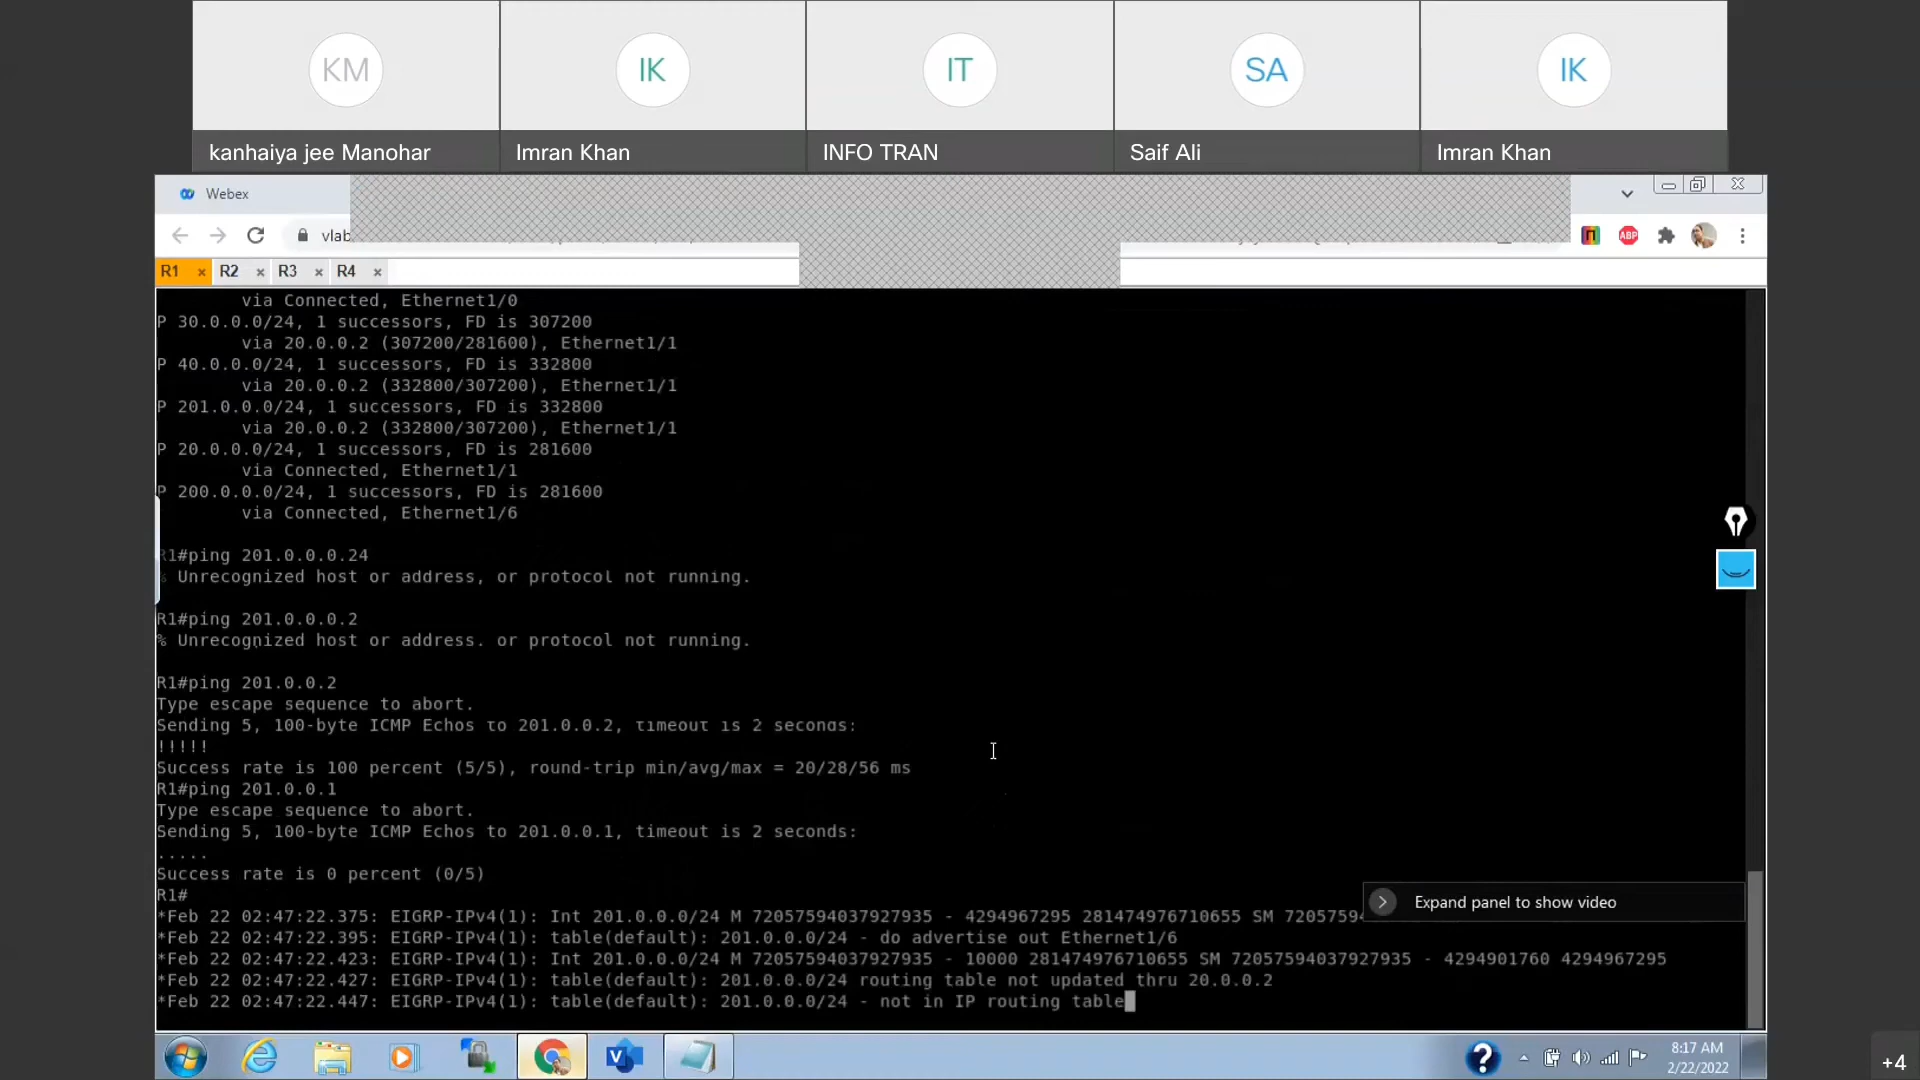 KM
IK
IT
SA
IK
kanhaiya jee Manohar
Imran Khan
INFO TRAN
Saif Ali
Imran Khan
Webex
vlab
ABP
R1 × R2 × R3 × R4 ×
via Connected, Ethernet1/0
P 30.0.0.0/24, 1 successors, FD is 307200
via 20.0.0.2 (307200/281600), Ethernet1/1
P 40.0.0.0/24, 1 successors, FD is 332800
via 20.0.0.2 (332800/307200), Ethernet1/1
P 201.0.0.0/24, 1 successors, FD is 332800
via 20.0.0.2 (332800/307200), Ethernet1/1
P 20.0.0.0/24, 1 successors, FD is 281600
via Connected, Ethernet1/1
P 200.0.0.0/24, 1 successors, FD is 281600
via Connected, Ethernet1/6
R1#ping 201.0.0.0.24
% Unrecognized host or address, or protocol not running.
R1#ping 201.0.0.0.2
% Unrecognized host or address. or protocol not running.
R1#ping 201.0.0.2
Type escape sequence to abort.
Sending 5, 100-byte ICMP Echos to 201.0.0.2, timeout is 2 seconds:
!!!!!
Success rate is 100 percent (5/5), round-trip min/avg/max = 20/28/56 ms
R1#ping 201.0.0.1
Type escape sequence to abort.
Sending 5, 100-byte ICMP Echos to 201.0.0.1, timeout is 2 seconds:
.....
Success rate is 0 percent (0/5)
R1#
Expand panel to show video
*Feb 22 02:47:22.375: EIGRP-IPv4(1): Int 201.0.0.0/24 M 72057594037927935 - 4294967295 281474976710655 SM 72057594
*Feb 22 02:47:22.395: EIGRP-IPv4(1): table(default): 201.0.0.0/24 - do advertise out Ethernet1/6
*Feb 22 02:47:22.423: EIGRP-IPv4(1): Int 201.0.0.0/24 M 72057594037927935 - 10000 281474976710655 SM 72057594037927935 - 4294901760 4294967295
*Feb 22 02:47:22.427: EIGRP-IPv4(1): table(default): 201.0.0.0/24 routing table not updated thru 20.0.0.2
*Feb 22 02:47:22.447: EIGRP-IPv4(1): table(default): 201.0.0.0/24 - not in IP routing table
8:17 AM
2/22/2022
+4